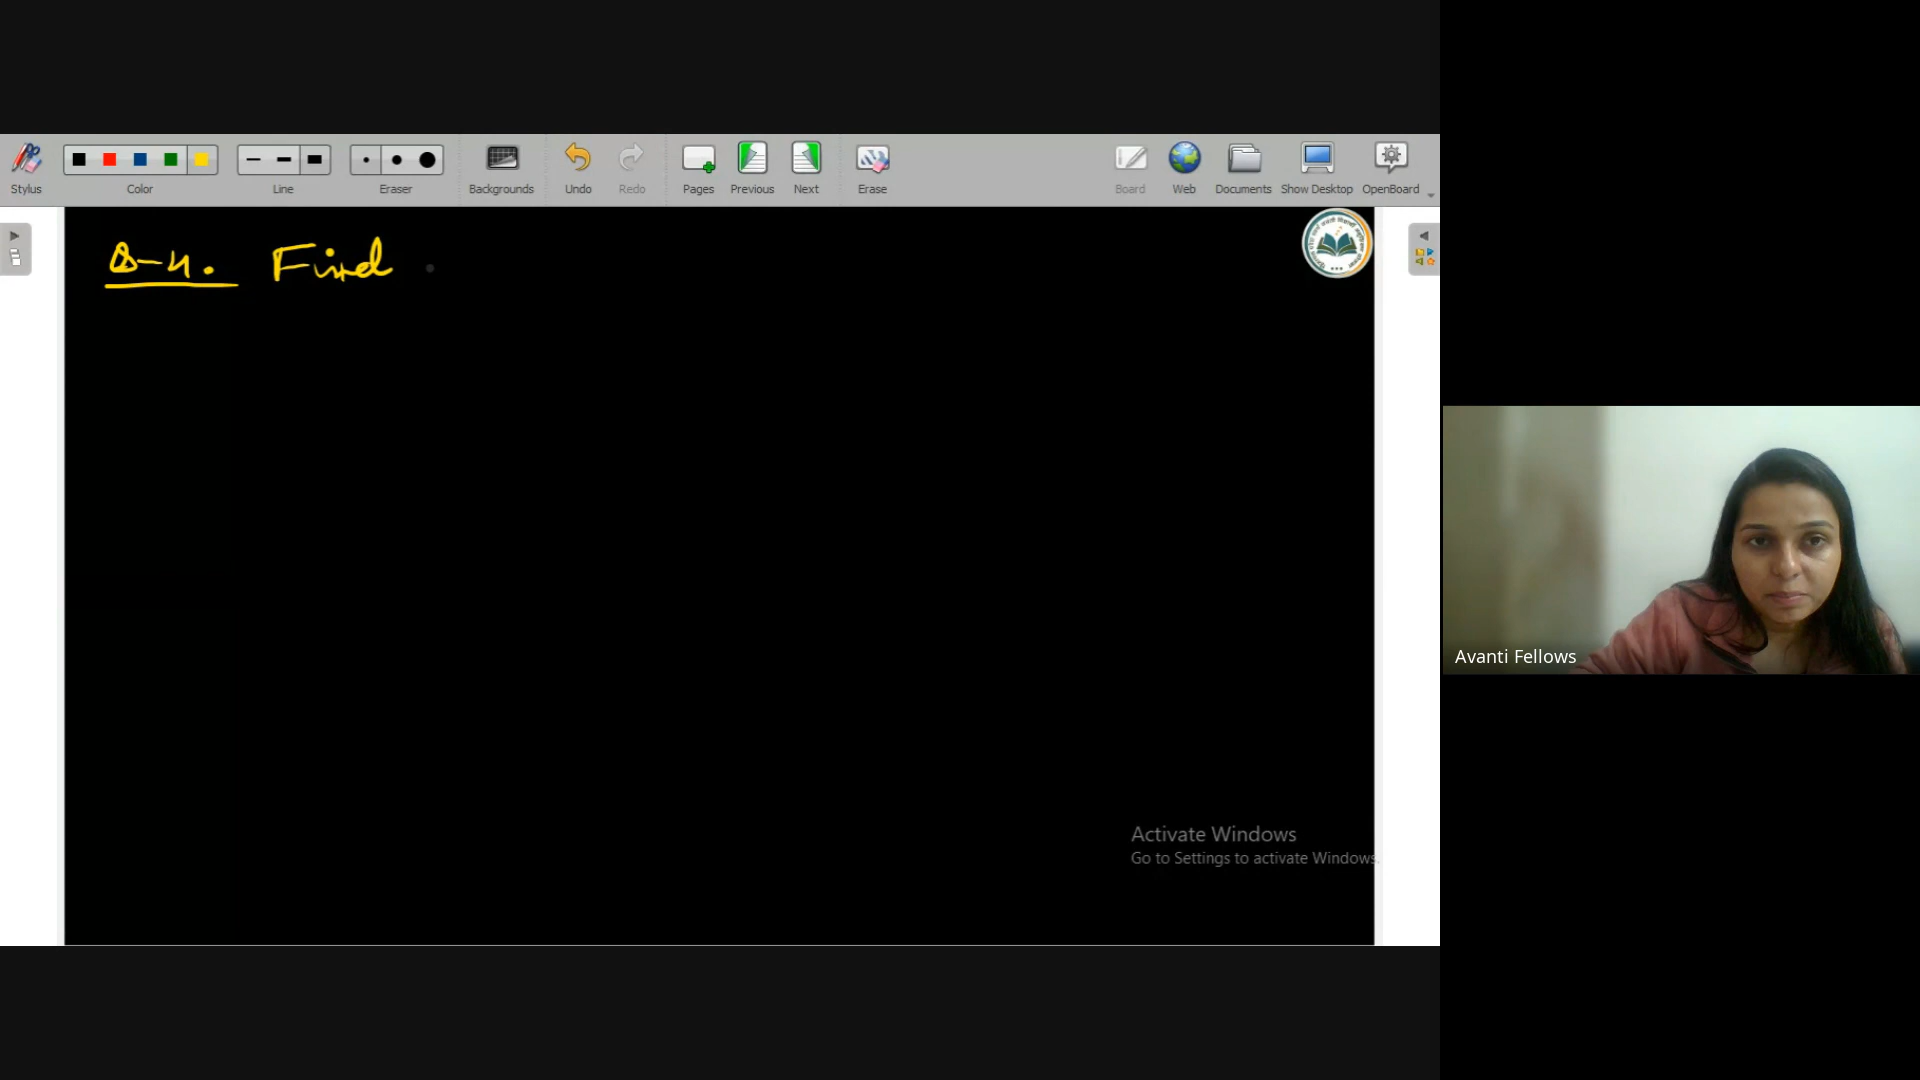 Stylus
Color
Line
Eraser
Backgrounds
Undo
Redo
Pages
Previous
Next
Erase
Board
Web
Documents
Show Desktop
OpenBoard
Q-4. Find
Avanti Fellows
Activate Windows
Go to Settings to activate Windows.